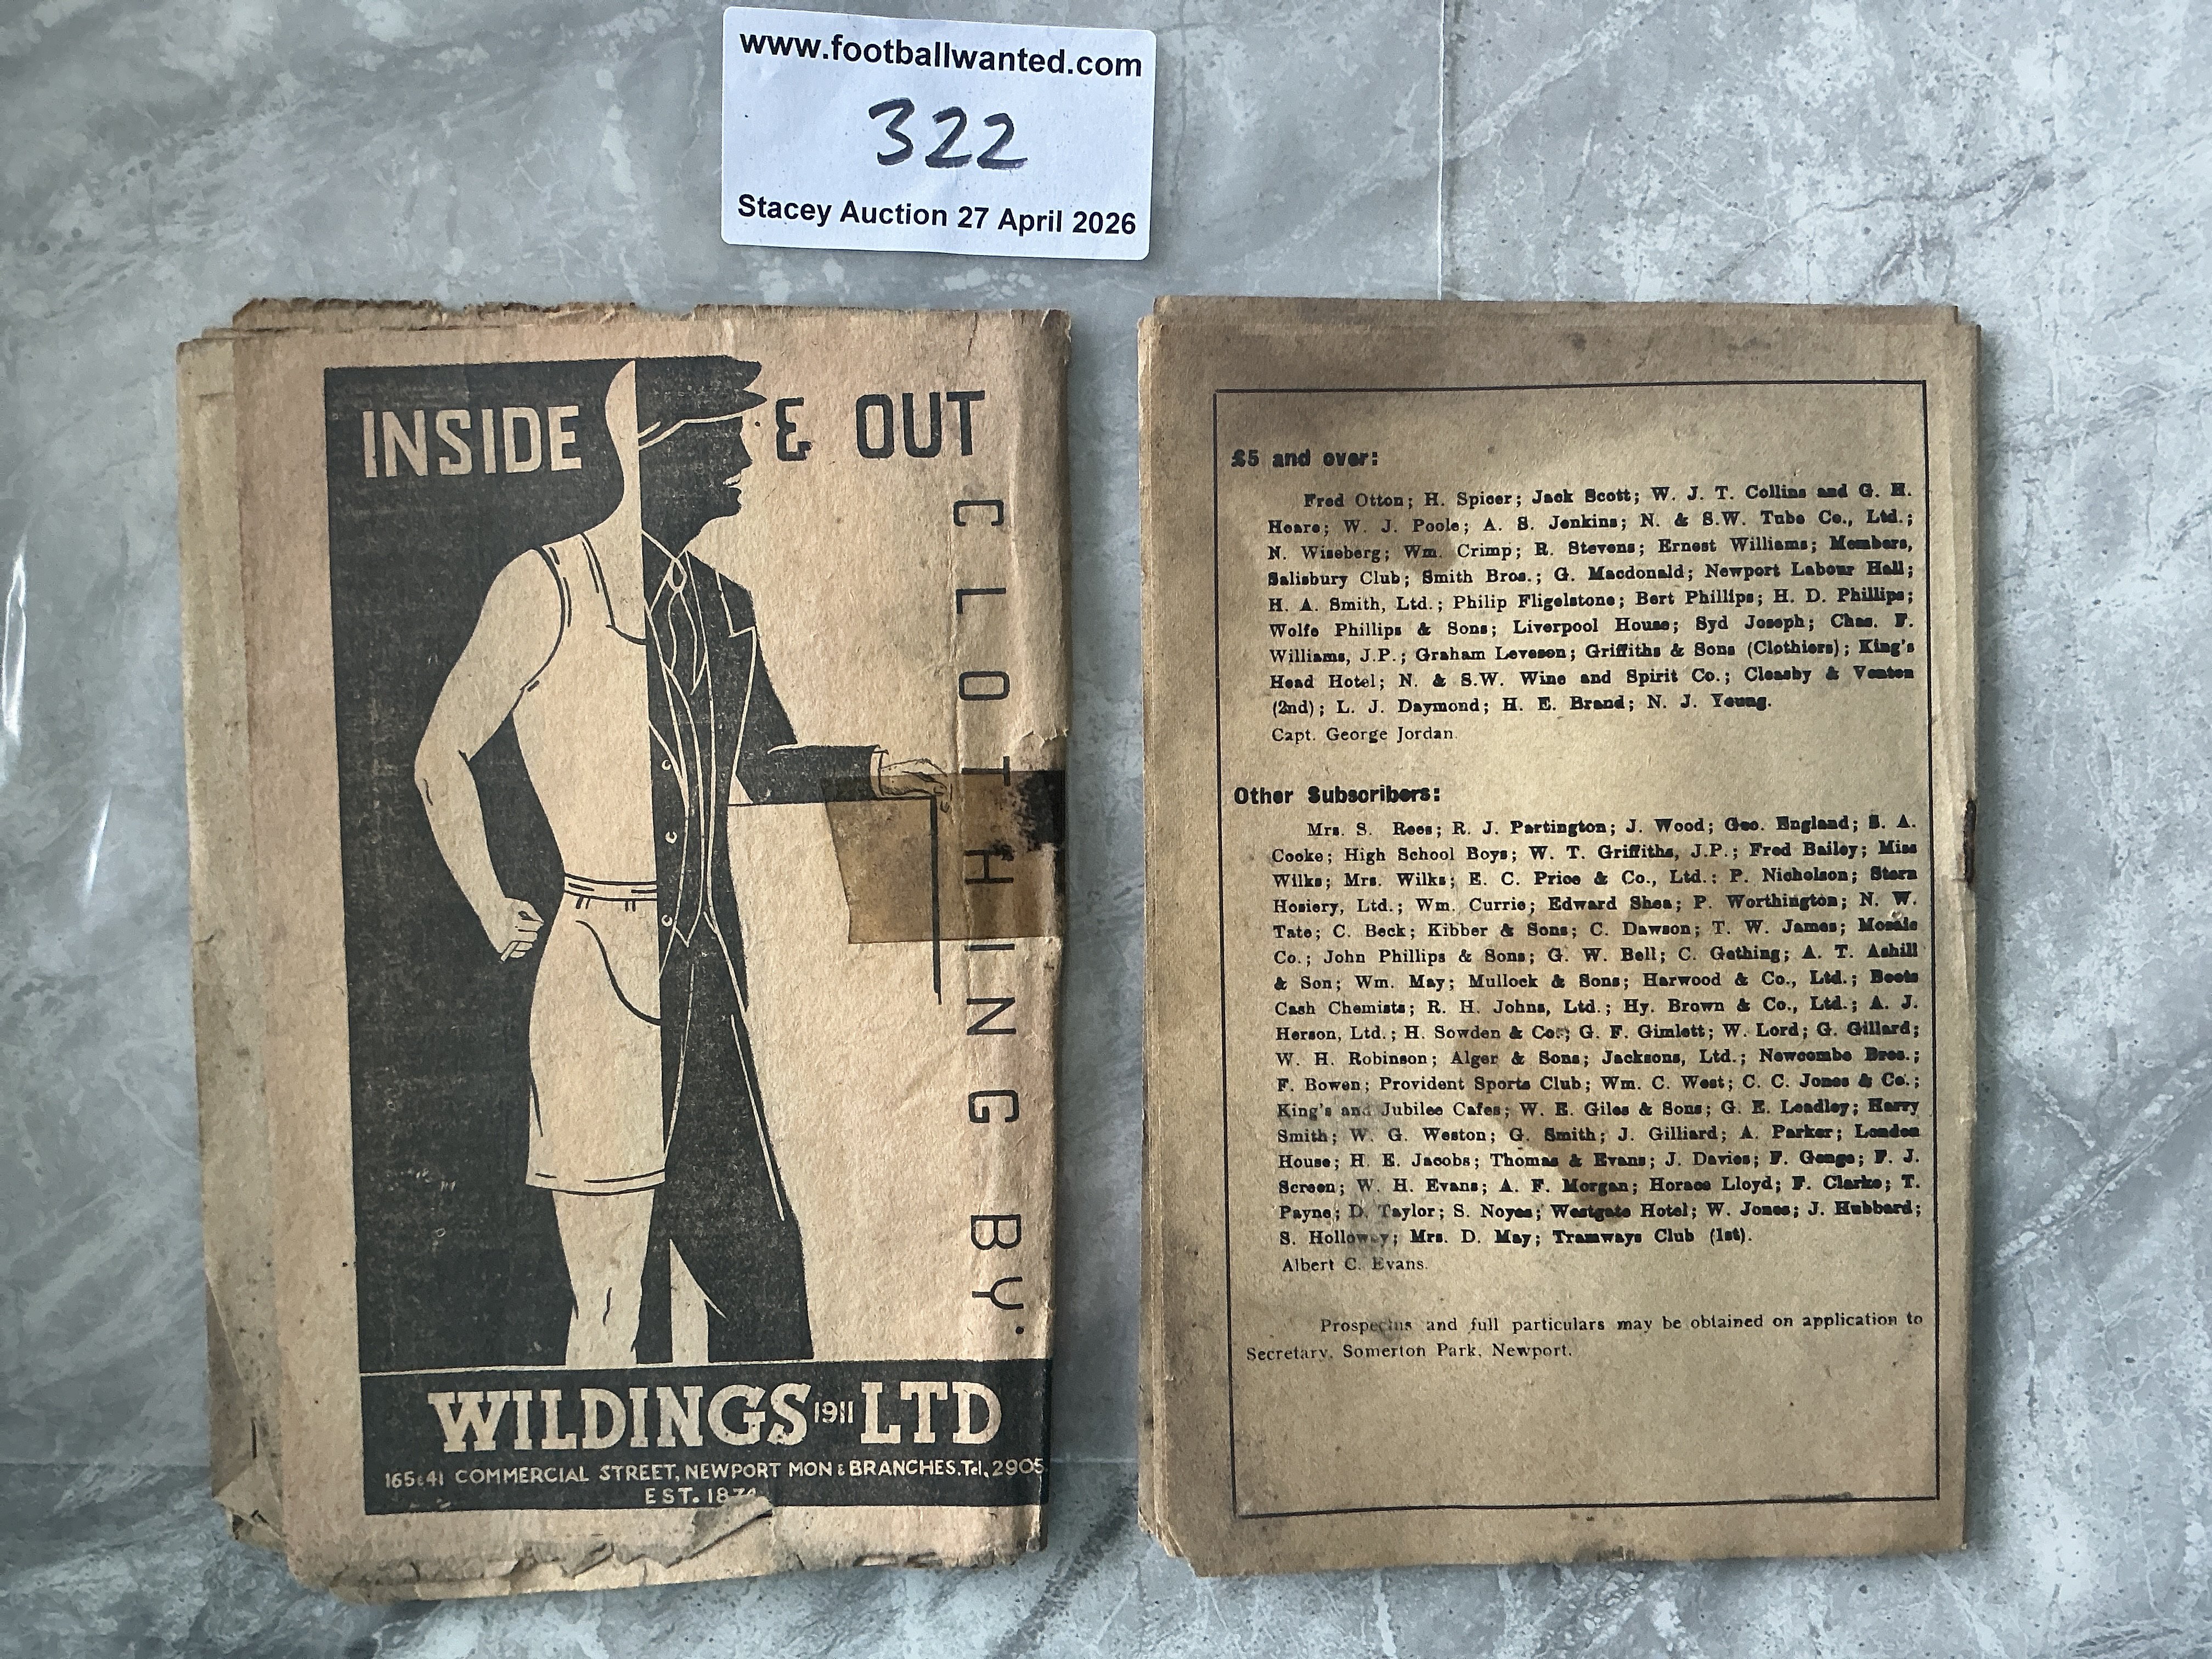 www.footballwanted.com
322
Stacey Auction 27 April 2026
INSIDE & OUT
CLOTHING BY
WILDINGS 1911 LTD
165 & 41 COMMERCIAL STREET, NEWPORT MON & BRANCHES. Tel. 2905
EST. 1874
£5 and over:
Fred Otton; H. Spicer; Jack Scott; W. J. T. Collins and G. H.
Hoare; W. J. Poole; A. S. Jenkins; N. & S.W. Tube Co., Ltd.;
N. Wiseberg; Wm. Crimp; R. Stevens; Ernest Williams; Members,
Salisbury Club; Smith Bros.; G. Macdonald; Newport Labour Hall;
H. A. Smith, Ltd.; Philip Fligelstone; Bert Phillips; H. D. Phillips;
Wolfe Phillips & Sons; Liverpool House; Syd Joseph; Chas. F.
Williams, J.P.; Graham Leveson; Griffiths & Sons (Clothiers); King's
Head Hotel; N. & S.W. Wine and Spirit Co.; Cleasby & Venton
(2nd); L. J. Daymond; H. E. Brand; N. J. Young.
Capt. George Jordan.
Other Subscribers:
Mrs. S. Rees; R. J. Partington; J. Wood; Geo. England; S. A.
Cooke; High School Boys; W. T. Griffiths, J.P.; Fred Bailey; Miss
Wilks; Mrs. Wilks; E. C. Price & Co., Ltd.; P. Nicholson; Stern
Hosiery, Ltd.; Wm. Currie; Edward Shea; P. Worthington; N. W.
Tate; C. Beck; Kibber & Sons; C. Dawson; T. W. James; Mosaic
Co.; John Phillips & Sons; G. W. Bell; C. Gething; A. T. Ashill
& Son; Wm. May; Mullock & Sons; Harwood & Co., Ltd.; Boots
Cash Chemists; R. H. Johns, Ltd.; Hy. Brown & Co., Ltd.; A. J.
Herson, Ltd.; H. Sowden & Co.; G. F. Gimlett; W. Lord; G. Gillard;
W. H. Robinson; Alger & Sons; Jacksons, Ltd.; Newcombe Bros.;
F. Bowen; Provident Sports Club; Wm. C. West; C. C. Jones & Co.;
King's and Jubilee Cafes; W. E. Giles & Sons; G. E. Leadley; Harry
Smith; W. G. Weston; G. Smith; J. Gilliard; A. Parker; London
House; H. E. Jacobs; Thomas & Evans; J. Davies; F. Genge; F. J.
Screen; W. H. Evans; A. F. Morgan; Horace Lloyd; F. Clarke; T.
Payne; D. Taylor; S. Noyes; Westgate Hotel; W. Jones; J. Hubbard;
S. Holloway; Mrs. D. May; Tramways Club (1st).
Albert C. Evans.
Prospectus and full particulars may be obtained on application to
Secretary, Somerton Park, Newport.